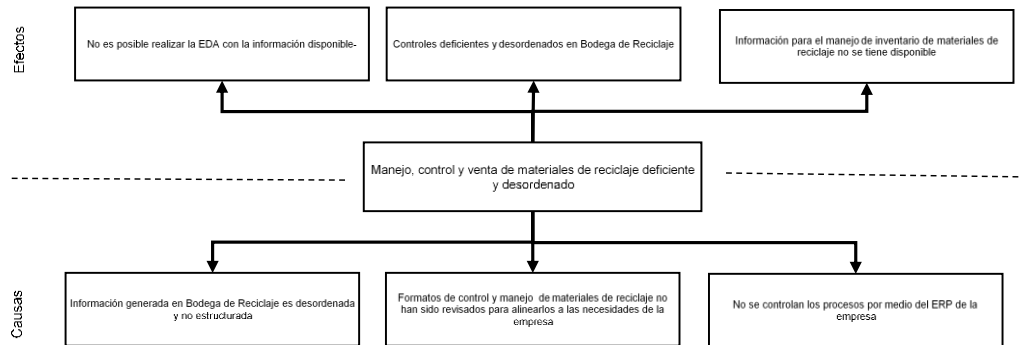 Efectos
No es posible realizar la EDA con la información disponible-
Controles deficientes y desordenados en Bodega de Reciclaje
Información para el manejo de inventario de materiales de
reciclaje no se tiene disponible
Manejo, control y venta de materiales de reciclaje deficiente
y desordenado
Causas
Información generada en Bodega de Reciclaje es desordenada
y no estructurada
Formatos de control y manejo de materiales de reciclaje no
han sido revisados para alinearlos a las necesidades de la
empresa
No se controlan los procesos por medio del ERP de la
empresa